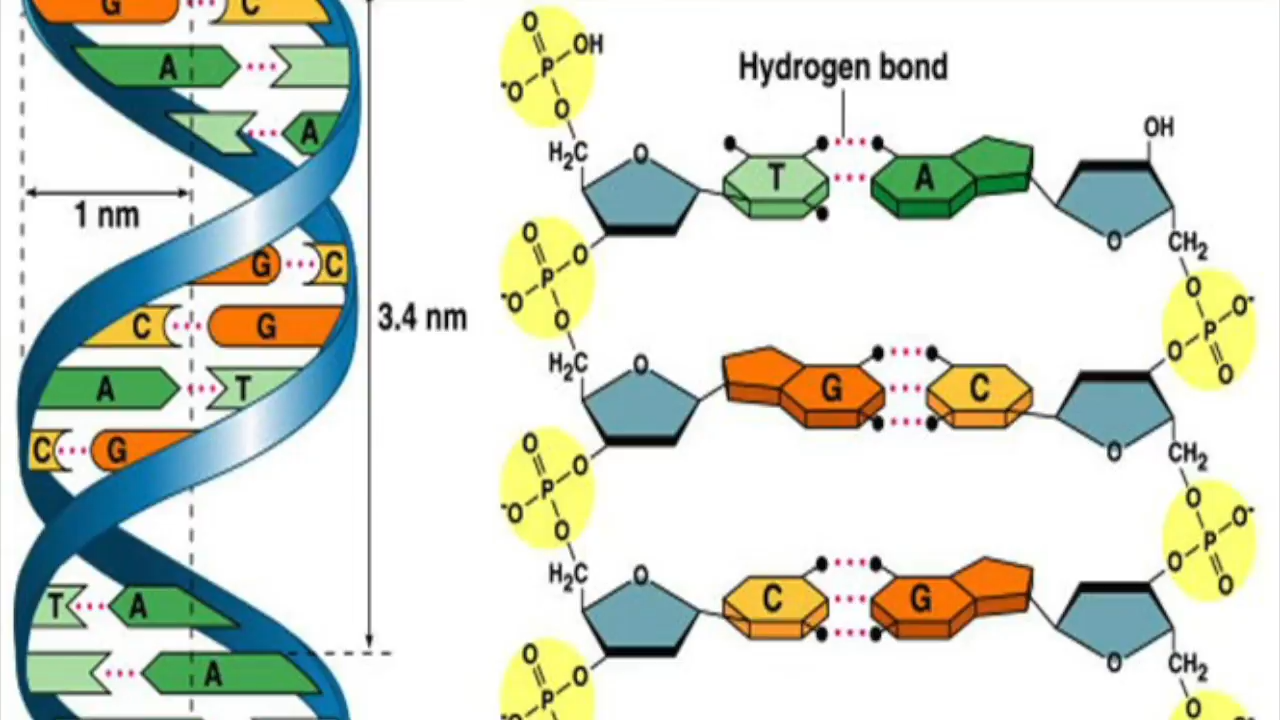 G C
A
A
1 nm
G C
C G
3.4 nm
A T
C G
T A
A
Hydrogen bond
O
P OH
-O
O
H2C O
T A
OH
O
CH2
O
P O
-O
O
O
P O-
O
O
H2C O
G C
O
CH2
O
P O
-O
O
O
P O-
O
O
H2C O
C G
O
CH2
O
P O
-O
O